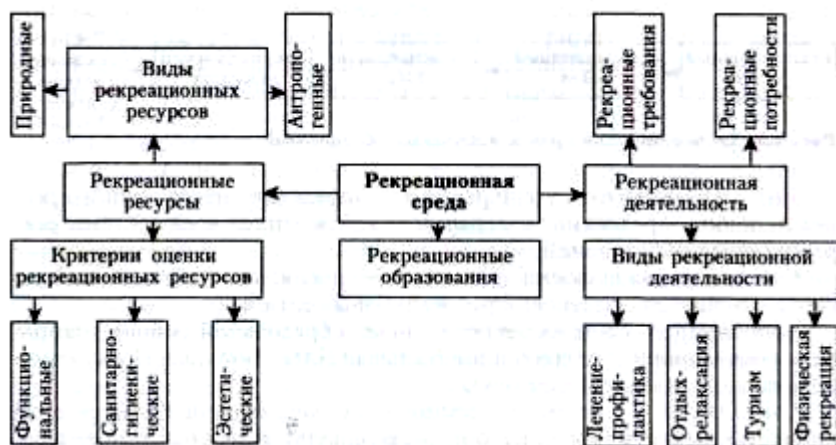 Природные
Виды
рекреационных
ресурсов
Антропо-
генные
Рекреа-
ционные
требования
Рекреа-
ционные
потребности
Рекреационные
ресурсы
Рекреационная
среда
Рекреационная
деятельность
Критерии оценки
рекреационных ресурсов
Рекреационные
образования
Виды рекреационной
деятельности
Функцио-
нальные
Санитарно-
гигиени-
ческие
Эстети-
ческие
Лечение-
профи-
лактика
Отдых-
релаксация
Туризм
Физическая
рекреация